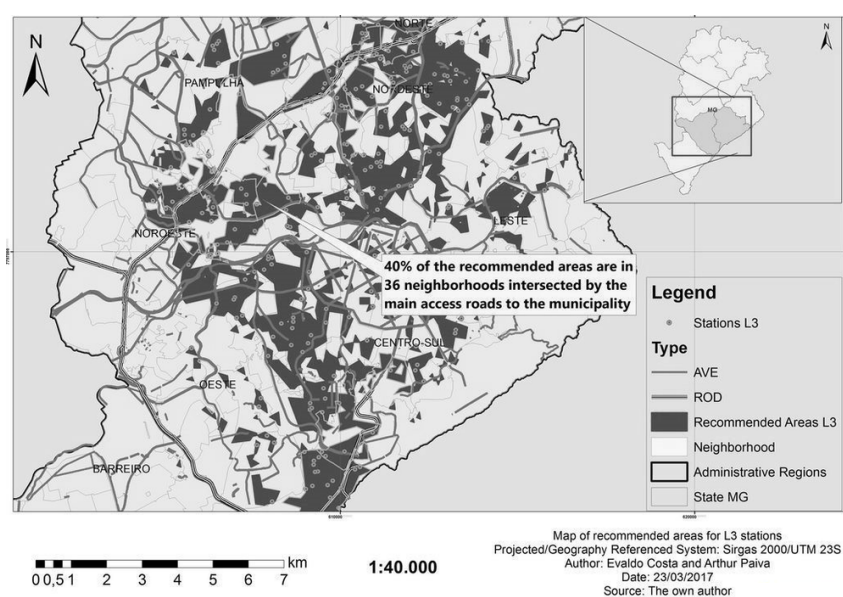 N
NORTE
PAMPULHA
NORDESTE
NOROESTE
LESTE
CENTRO-SUL
OESTE
BARREIRO
40% of the recommended areas are in
36 neighborhoods intersected by the
main access roads to the municipality
N
MG
Legend
Stations L3
Type
AVE
ROD
Recommended Areas L3
Neighborhood
Administrative Regions
State MG
0 0,5 1 2 3 4 5 6 7 km
1:40.000
Map of recommended areas for L3 stations
Projected/Geography Referenced System: Sirgas 2000/UTM 23S
Author: Evaldo Costa and Arthur Paiva
Date: 23/03/2017
Source: The own author